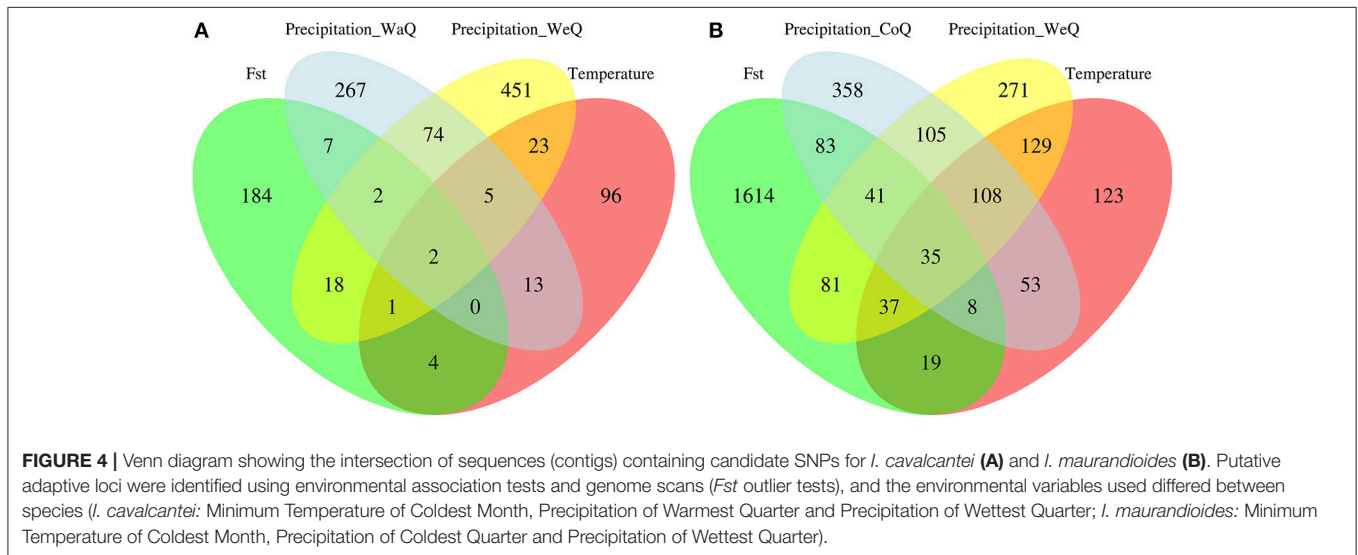 A
Precipitation_WaQ Precipitation_WeQ
Fst
Temperature
267
451
7
74
23
184
2
5
96
2
18
1
0
13
4
B
Precipitation_CoQ Precipitation_WeQ
Fst
Temperature
358
271
83
105
129
1614
41
108
123
35
81
37
8
53
19
FIGURE 4 | Venn diagram showing the intersection of sequences (contigs) containing candidate SNPs for I. cavalcantei (A) and I. maurandioides (B). Putative
adaptive loci were identified using environmental association tests and genome scans (Fst outlier tests), and the environmental variables used differed between
species (I. cavalcantei: Minimum Temperature of Coldest Month, Precipitation of Warmest Quarter and Precipitation of Wettest Quarter; I. maurandioides: Minimum
Temperature of Coldest Month, Precipitation of Coldest Quarter and Precipitation of Wettest Quarter).